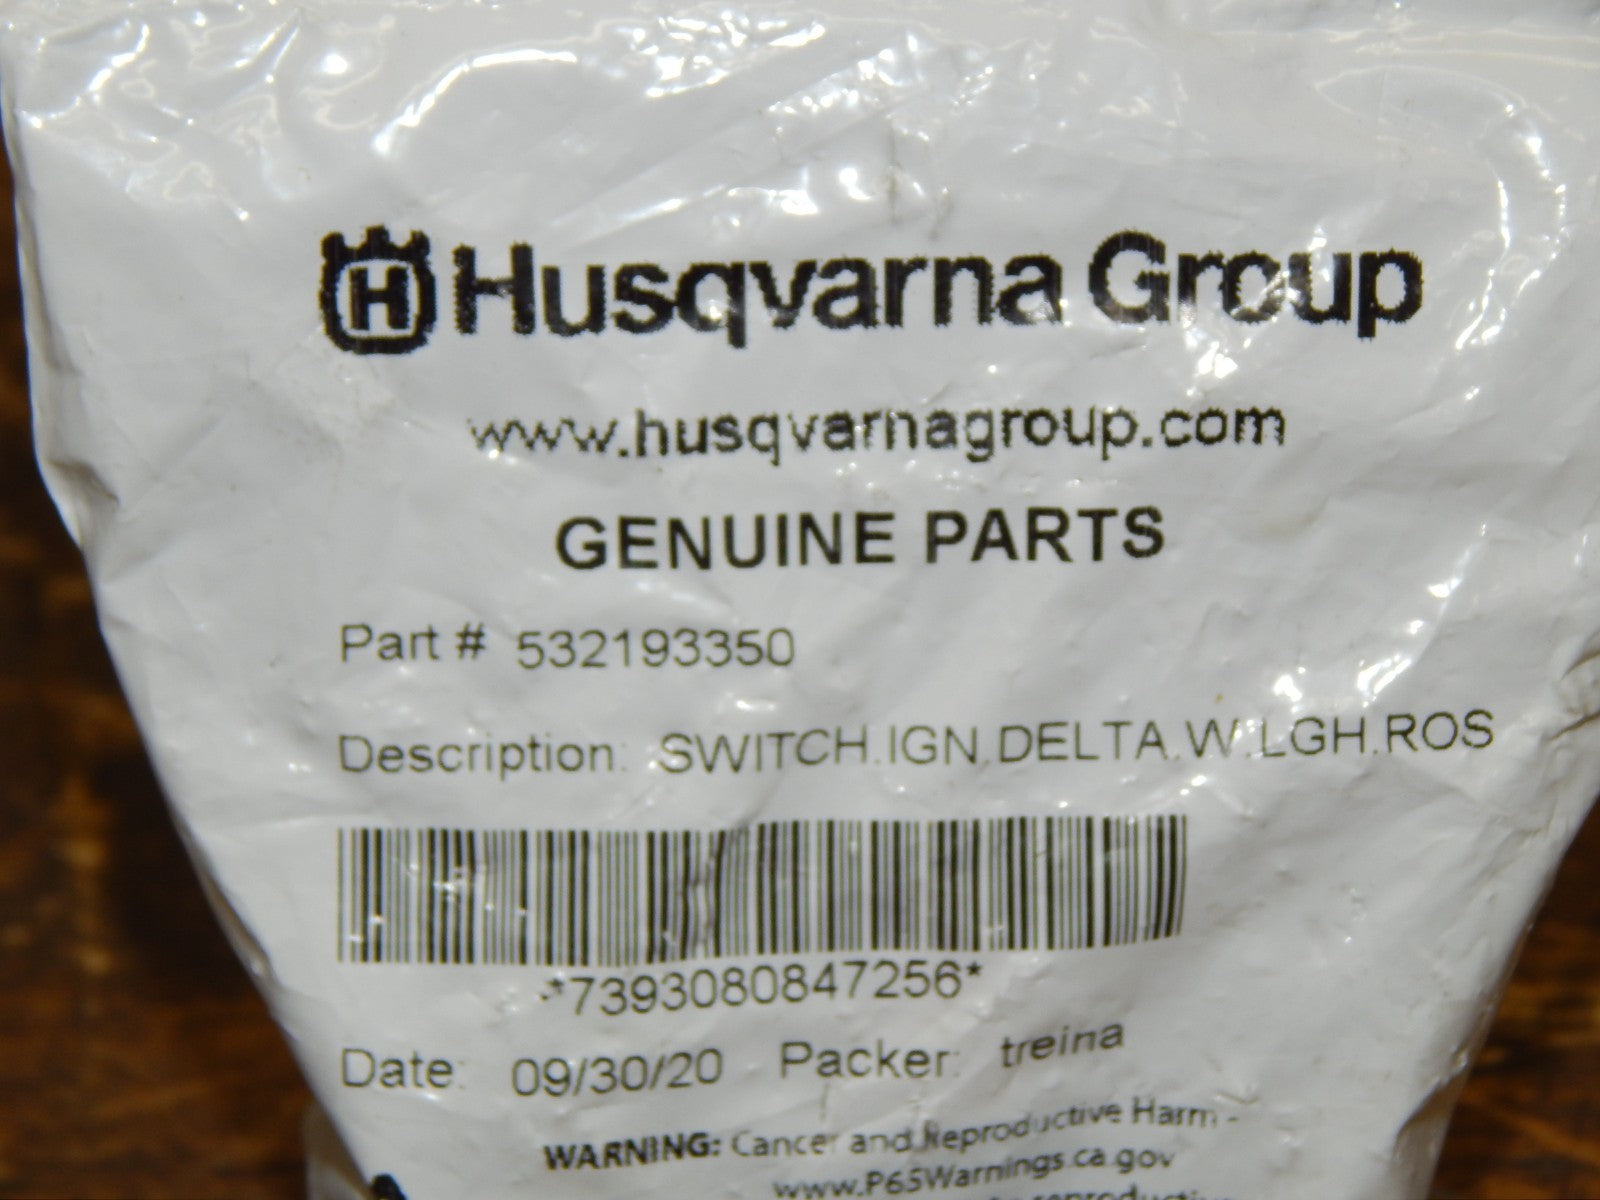 H Husqvarna Group
www.husqvarnagroup.com
GENUINE PARTS
Part # 532193350
Description: SWITCH.IGN.DELTA.W.LGH.ROS
*7393080847256*
Date: 09/30/20 Packer: treina
WARNING: Cancer and Reproductive Harm -
www.P65Warnings.ca.gov
reproductive